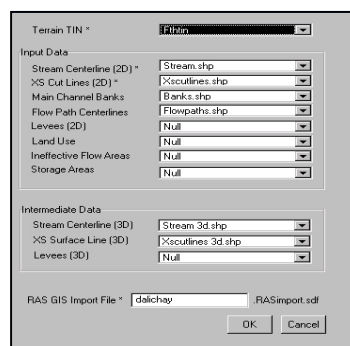 Terrain TIN * Fthtin
Input Data
Stream Centerline (2D) * Stream.shp
XS Cut Lines (2D) * Xscutlines.shp
Main Channel Banks Banks.shp
Flow Path Centerlines Flowpaths.shp
Levees (2D) Null
Land Use Null
Ineffective Flow Areas Null
Storage Areas Null
Intermediate Data
Stream Centerline (3D) Stream 3d.shp
XS Surface Line (3D) Xscutlines 3d.shp
Levees (3D) Null
RAS GIS Import File * dalichay .RASimport.sdf
OK Cancel